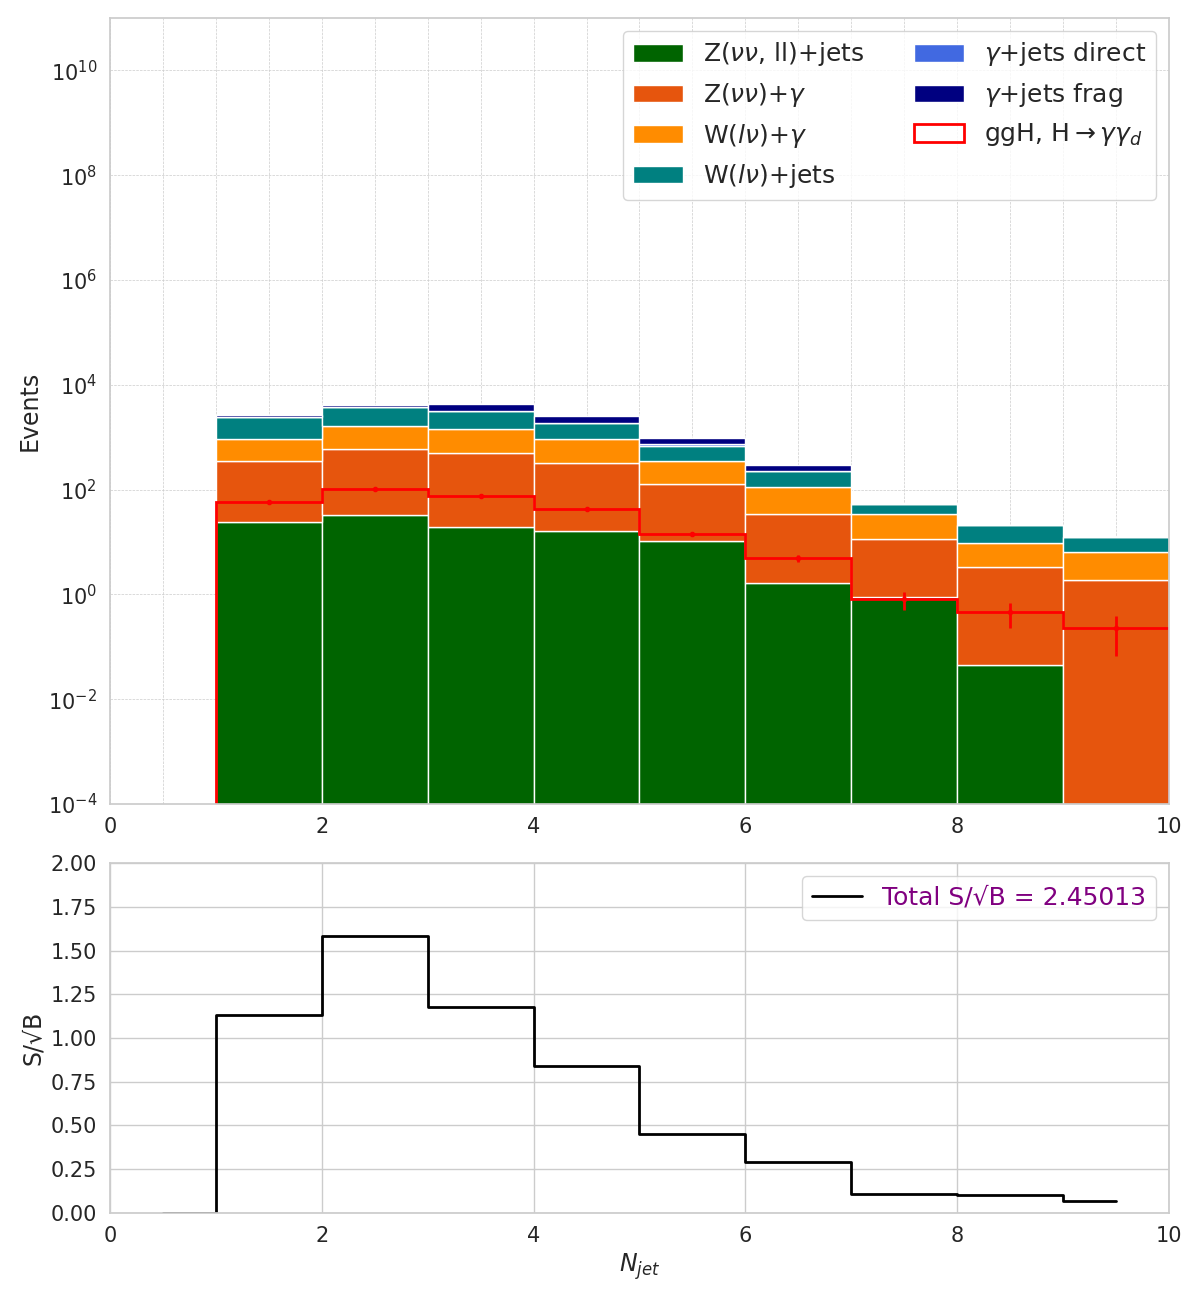 Z(νν, ll)+jets
Z(νν)+γ
W(lν)+γ
W(lν)+jets
γ+jets direct
γ+jets frag
ggH, H→γγ_d
10^10
10^8
10^6
10^4
10^2
10^0
10^−2
10^−4
Events
0 2 4 6 8 10
Total S/√B = 2.45013
2.00
1.75
1.50
1.25
1.00
0.75
0.50
0.25
0.00
S/√B
0 2 4 6 8 10
N_jet